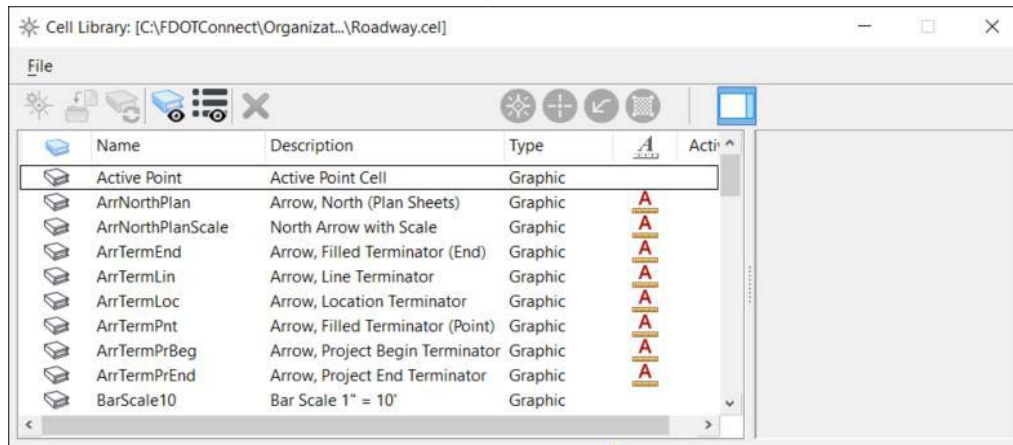 Cell Library: [C:\FDOTConnect\Organizat...\Roadway.cel]
File
Name Description Type A Activ
Active Point Active Point Cell Graphic
ArrNorthPlan Arrow, North (Plan Sheets) Graphic A
ArrNorthPlanScale North Arrow with Scale Graphic A
ArrTermEnd Arrow, Filled Terminator (End) Graphic A
ArrTermLin Arrow, Line Terminator Graphic A
ArrTermLoc Arrow, Location Terminator Graphic A
ArrTermPnt Arrow, Filled Terminator (Point) Graphic A
ArrTermPrBeg Arrow, Project Begin Terminator Graphic A
ArrTermPrEnd Arrow, Project End Terminator Graphic A
BarScale10 Bar Scale 1" = 10' Graphic